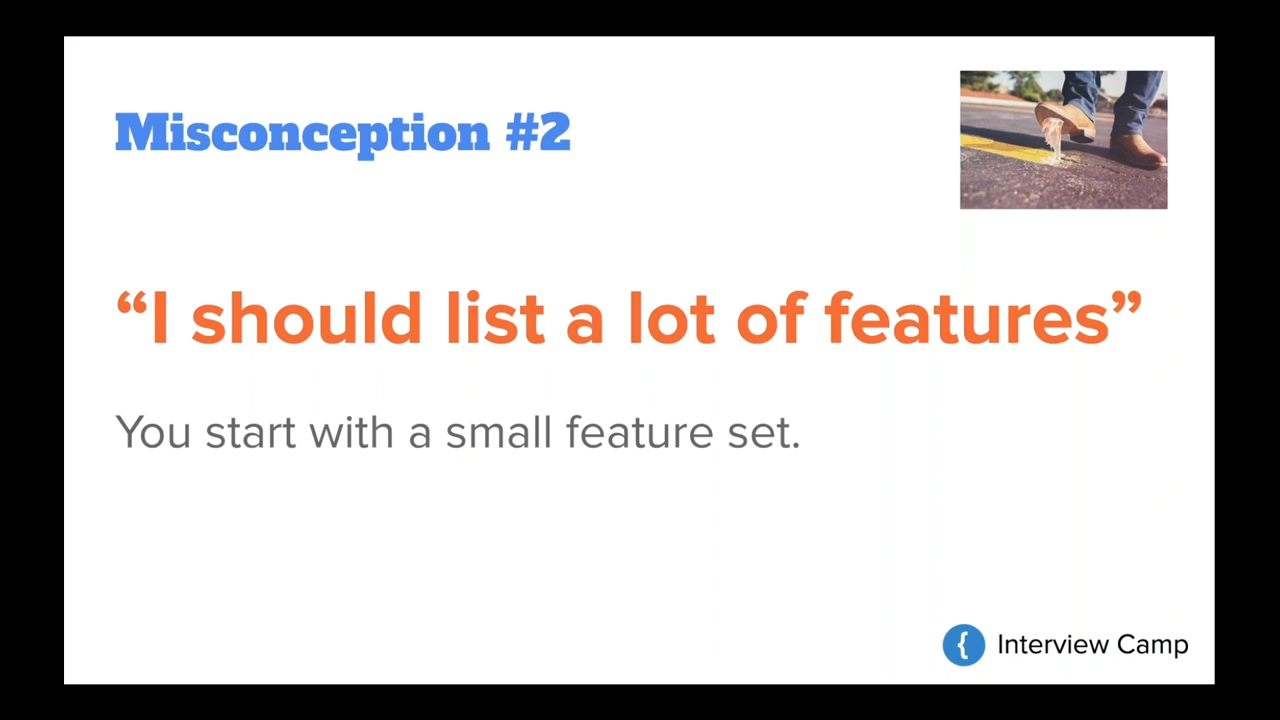 Misconception #2
“I should list a lot of features”
You start with a small feature set.
{ Interview Camp